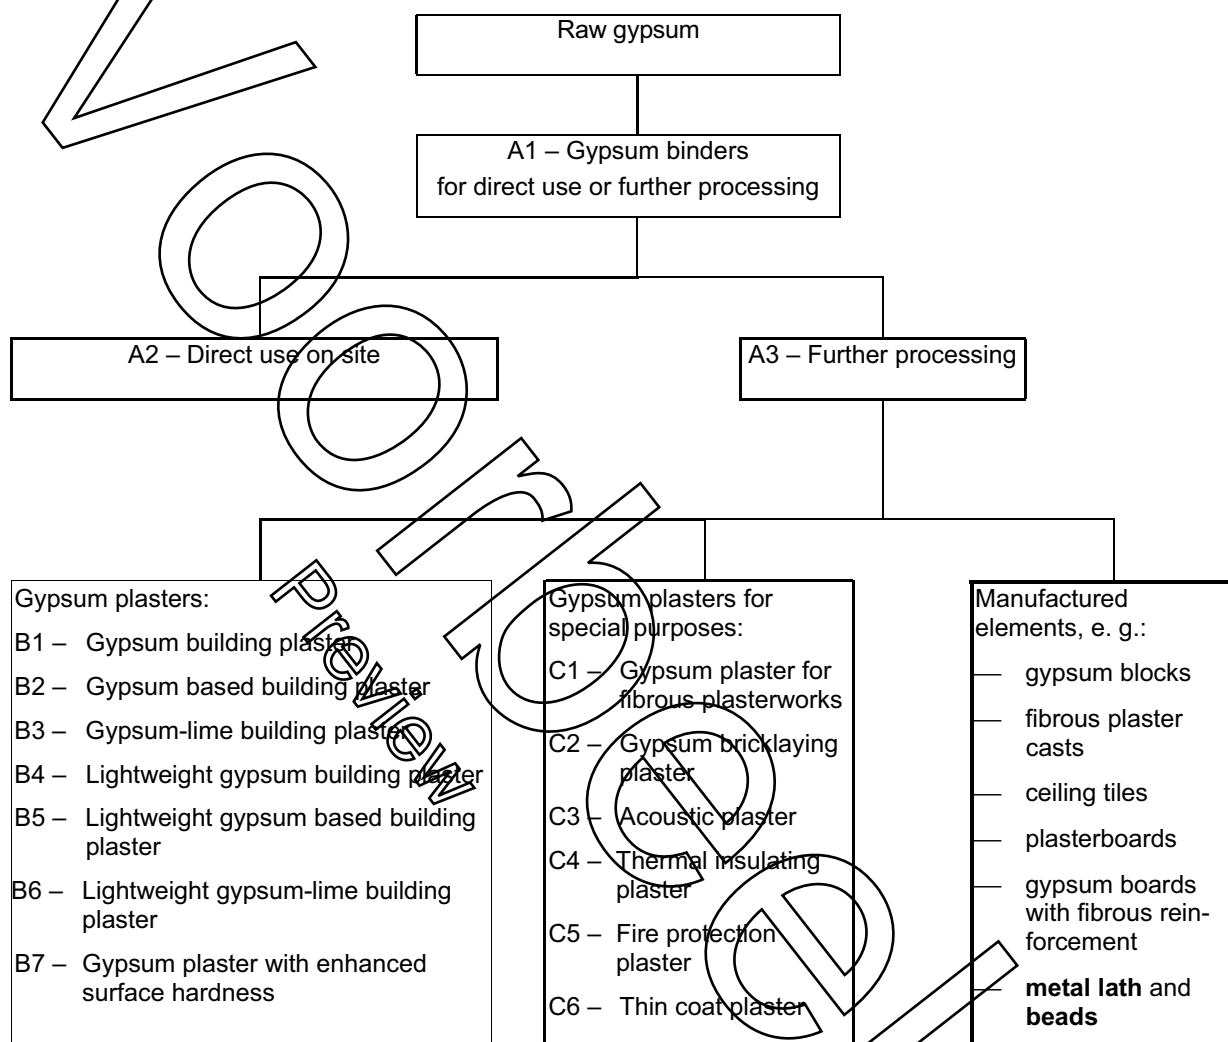 Raw gypsum
A1 – Gypsum binders
for direct use or further processing
A2 – Direct use on site
A3 – Further processing
Gypsum plasters:
B1 – Gypsum building plaster
B2 – Gypsum based building plaster
B3 – Gypsum-lime building plaster
B4 – Lightweight gypsum building plaster
B5 – Lightweight gypsum based building
plaster
B6 – Lightweight gypsum-lime building
plaster
B7 – Gypsum plaster with enhanced
surface hardness
Gypsum plasters for
special purposes:
C1 – Gypsum plaster for
fibrous plasterworks
C2 – Gypsum bricklaying
plaster
C3 – Acoustic plaster
C4 – Thermal insulating
plaster
C5 – Fire protection
plaster
C6 – Thin coat plaster
Manufactured
elements, e. g.:
— gypsum blocks
— fibrous plaster
casts
— ceiling tiles
— plasterboards
— gypsum boards
with fibrous rein-
forcement
— metal lath and
beads
Voorbeel
Preview